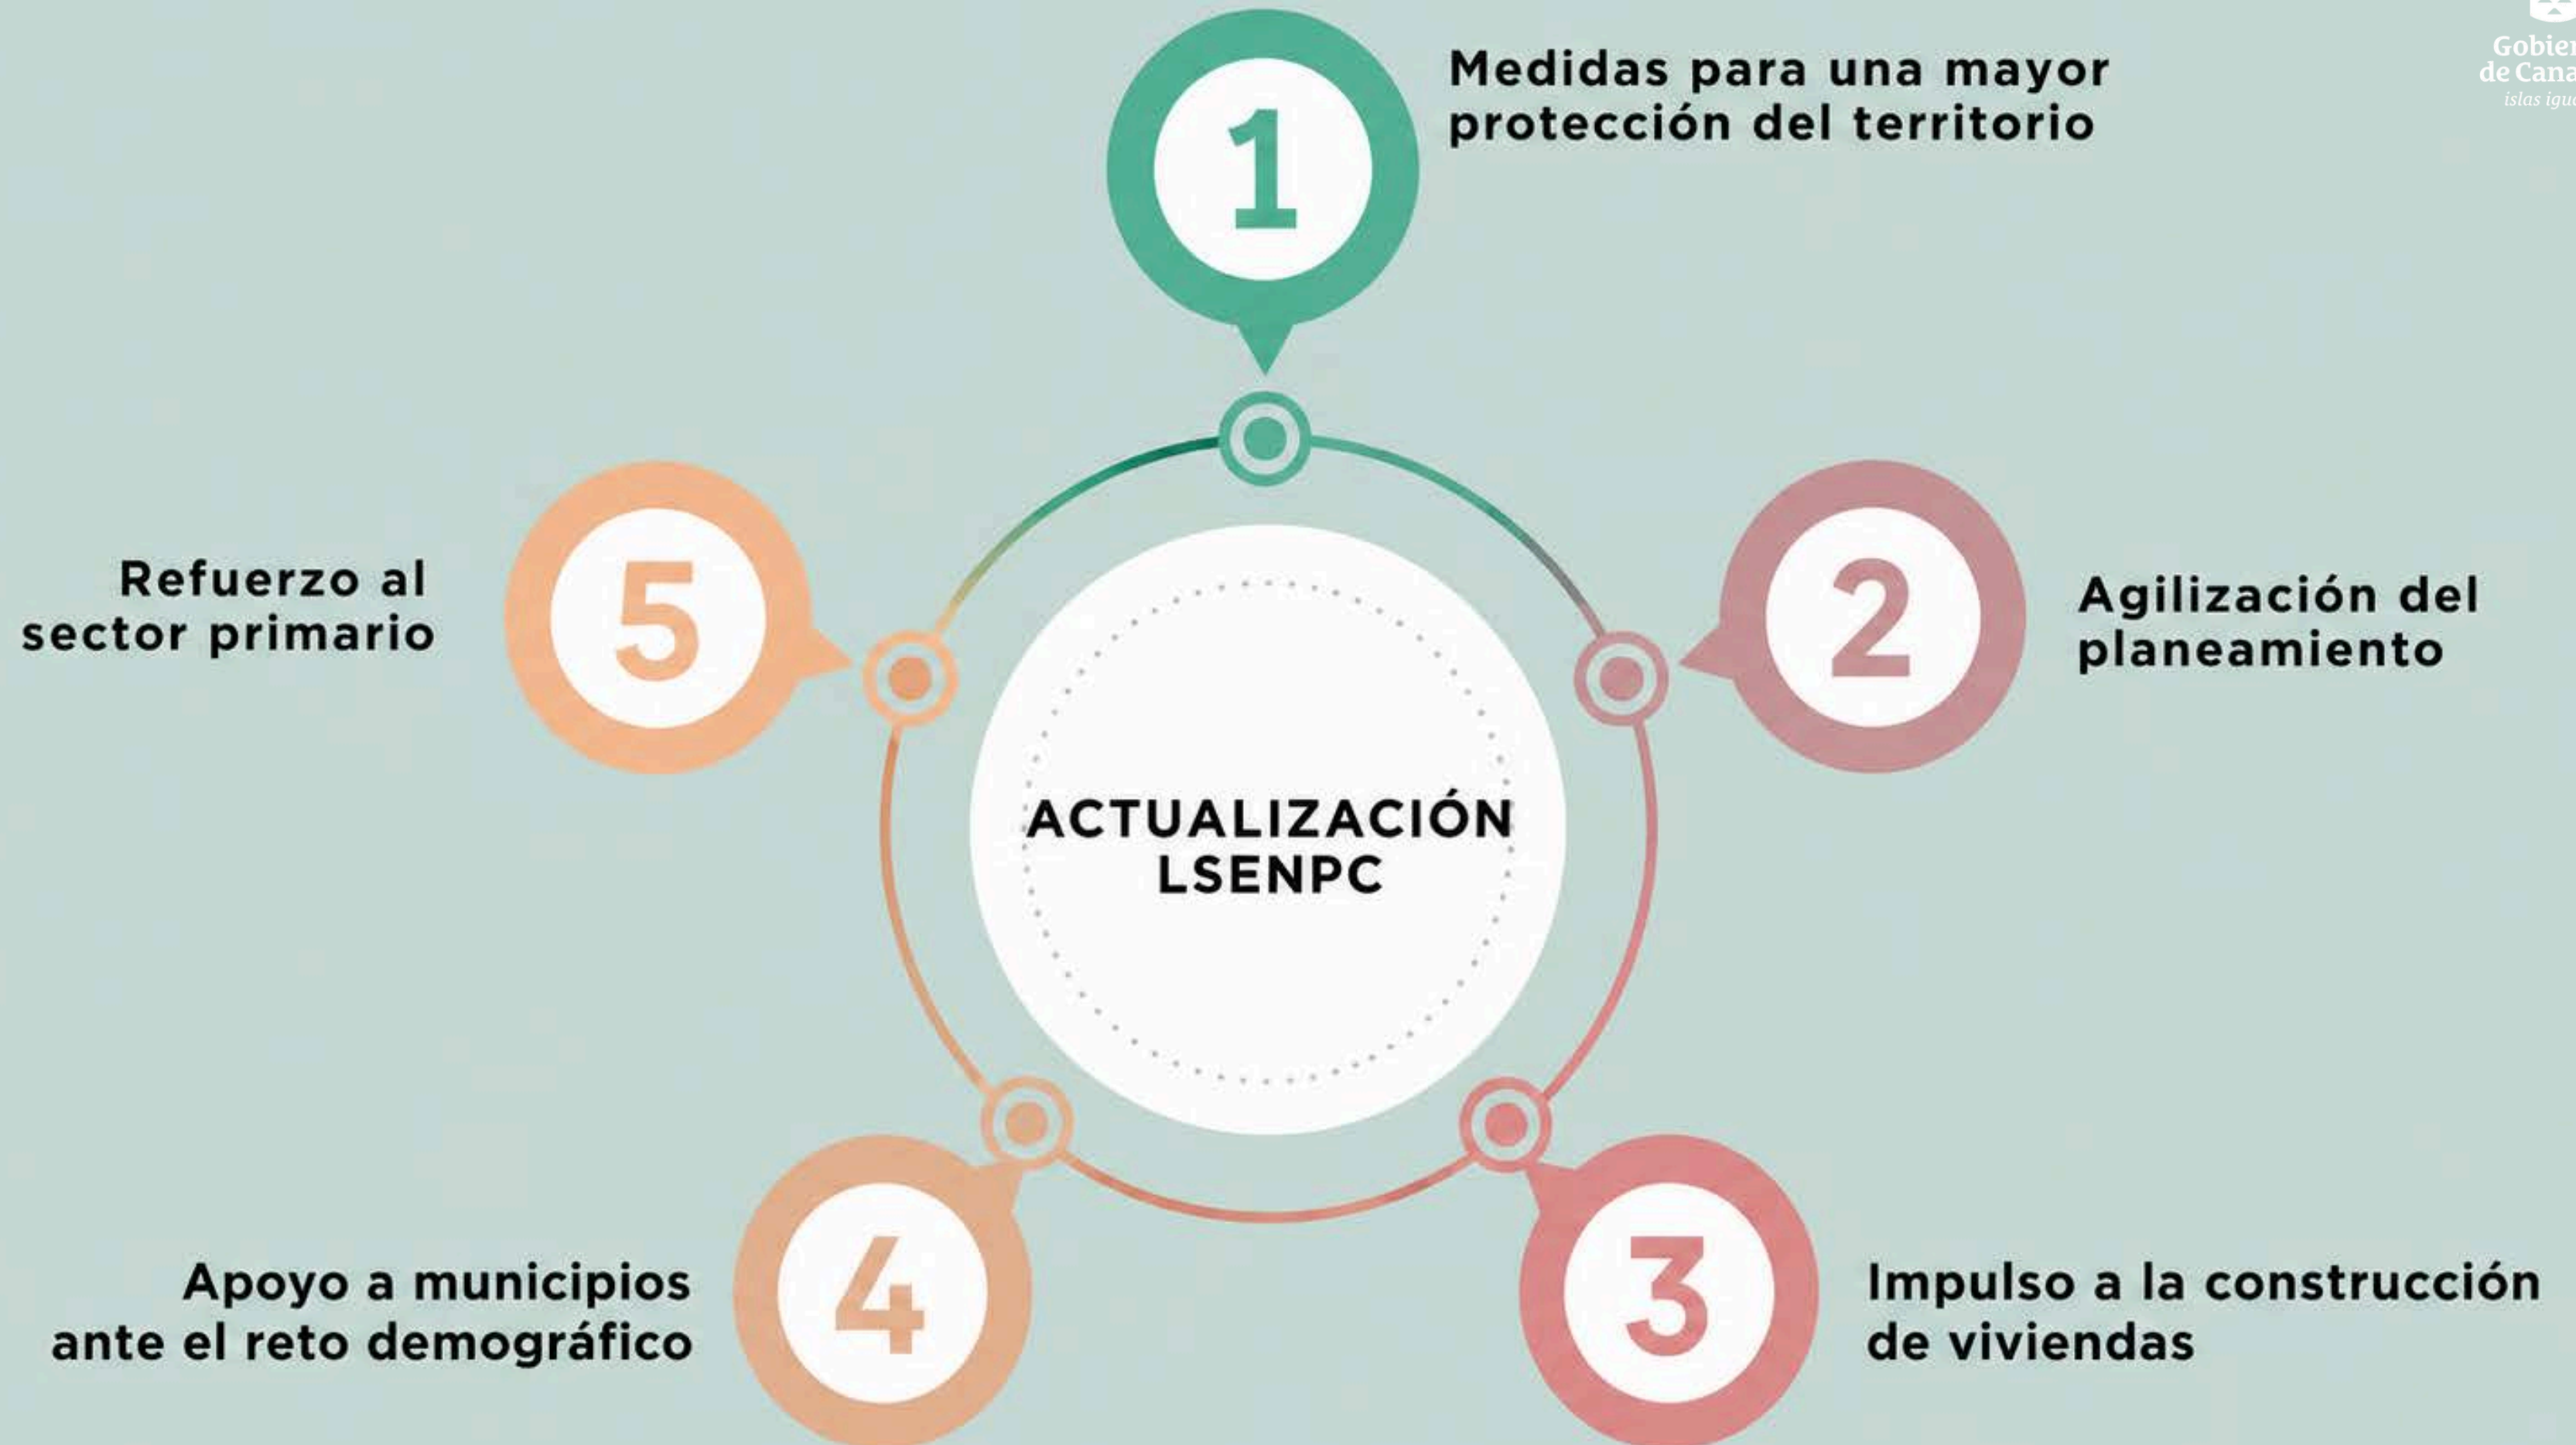 1
Medidas para una mayor
protección del territorio
2
Agilización del
planeamiento
3
Impulso a la construcción
de viviendas
4
Apoyo a municipios
ante el reto demográfico
5
Refuerzo al
sector primario
ACTUALIZACIÓN
LSENPC
de